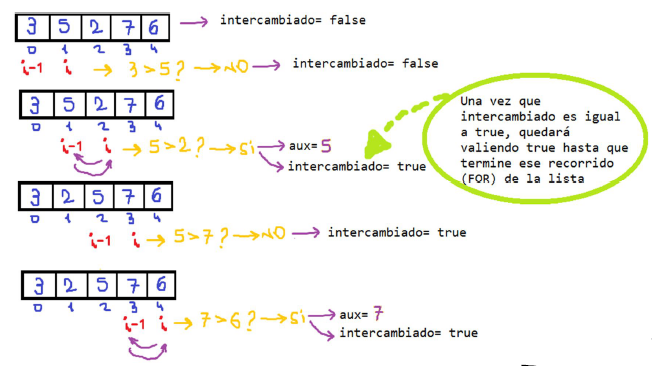 3 5 2 7 6 → intercambiado= false
0 1 2 3 4
i-1 i → 3>5? → NO → intercambiado= false
3 5 2 7 6
0 1 2 3 4
i-1 i → 5>2? → Si → aux= 5
intercambiado= true
Una vez que
intercambiado es igual
a true, quedará
valiendo true hasta que
termine ese recorrido
(FOR) de la lista
3 2 5 7 6
0 1 2 3 4
i-1 i → 5>7? → NO → intercambiado= true
3 2 5 7 6
0 1 2 3 4
i-1 i → 7>6? → Si → aux= 7
intercambiado= true